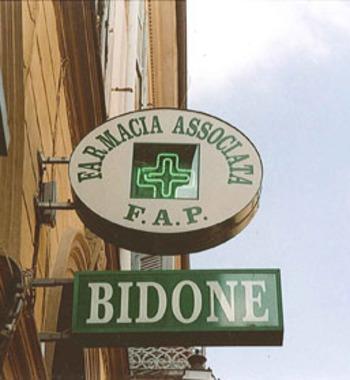 FARMACIA ASSOCIATA
F.A.P.
BIDONE